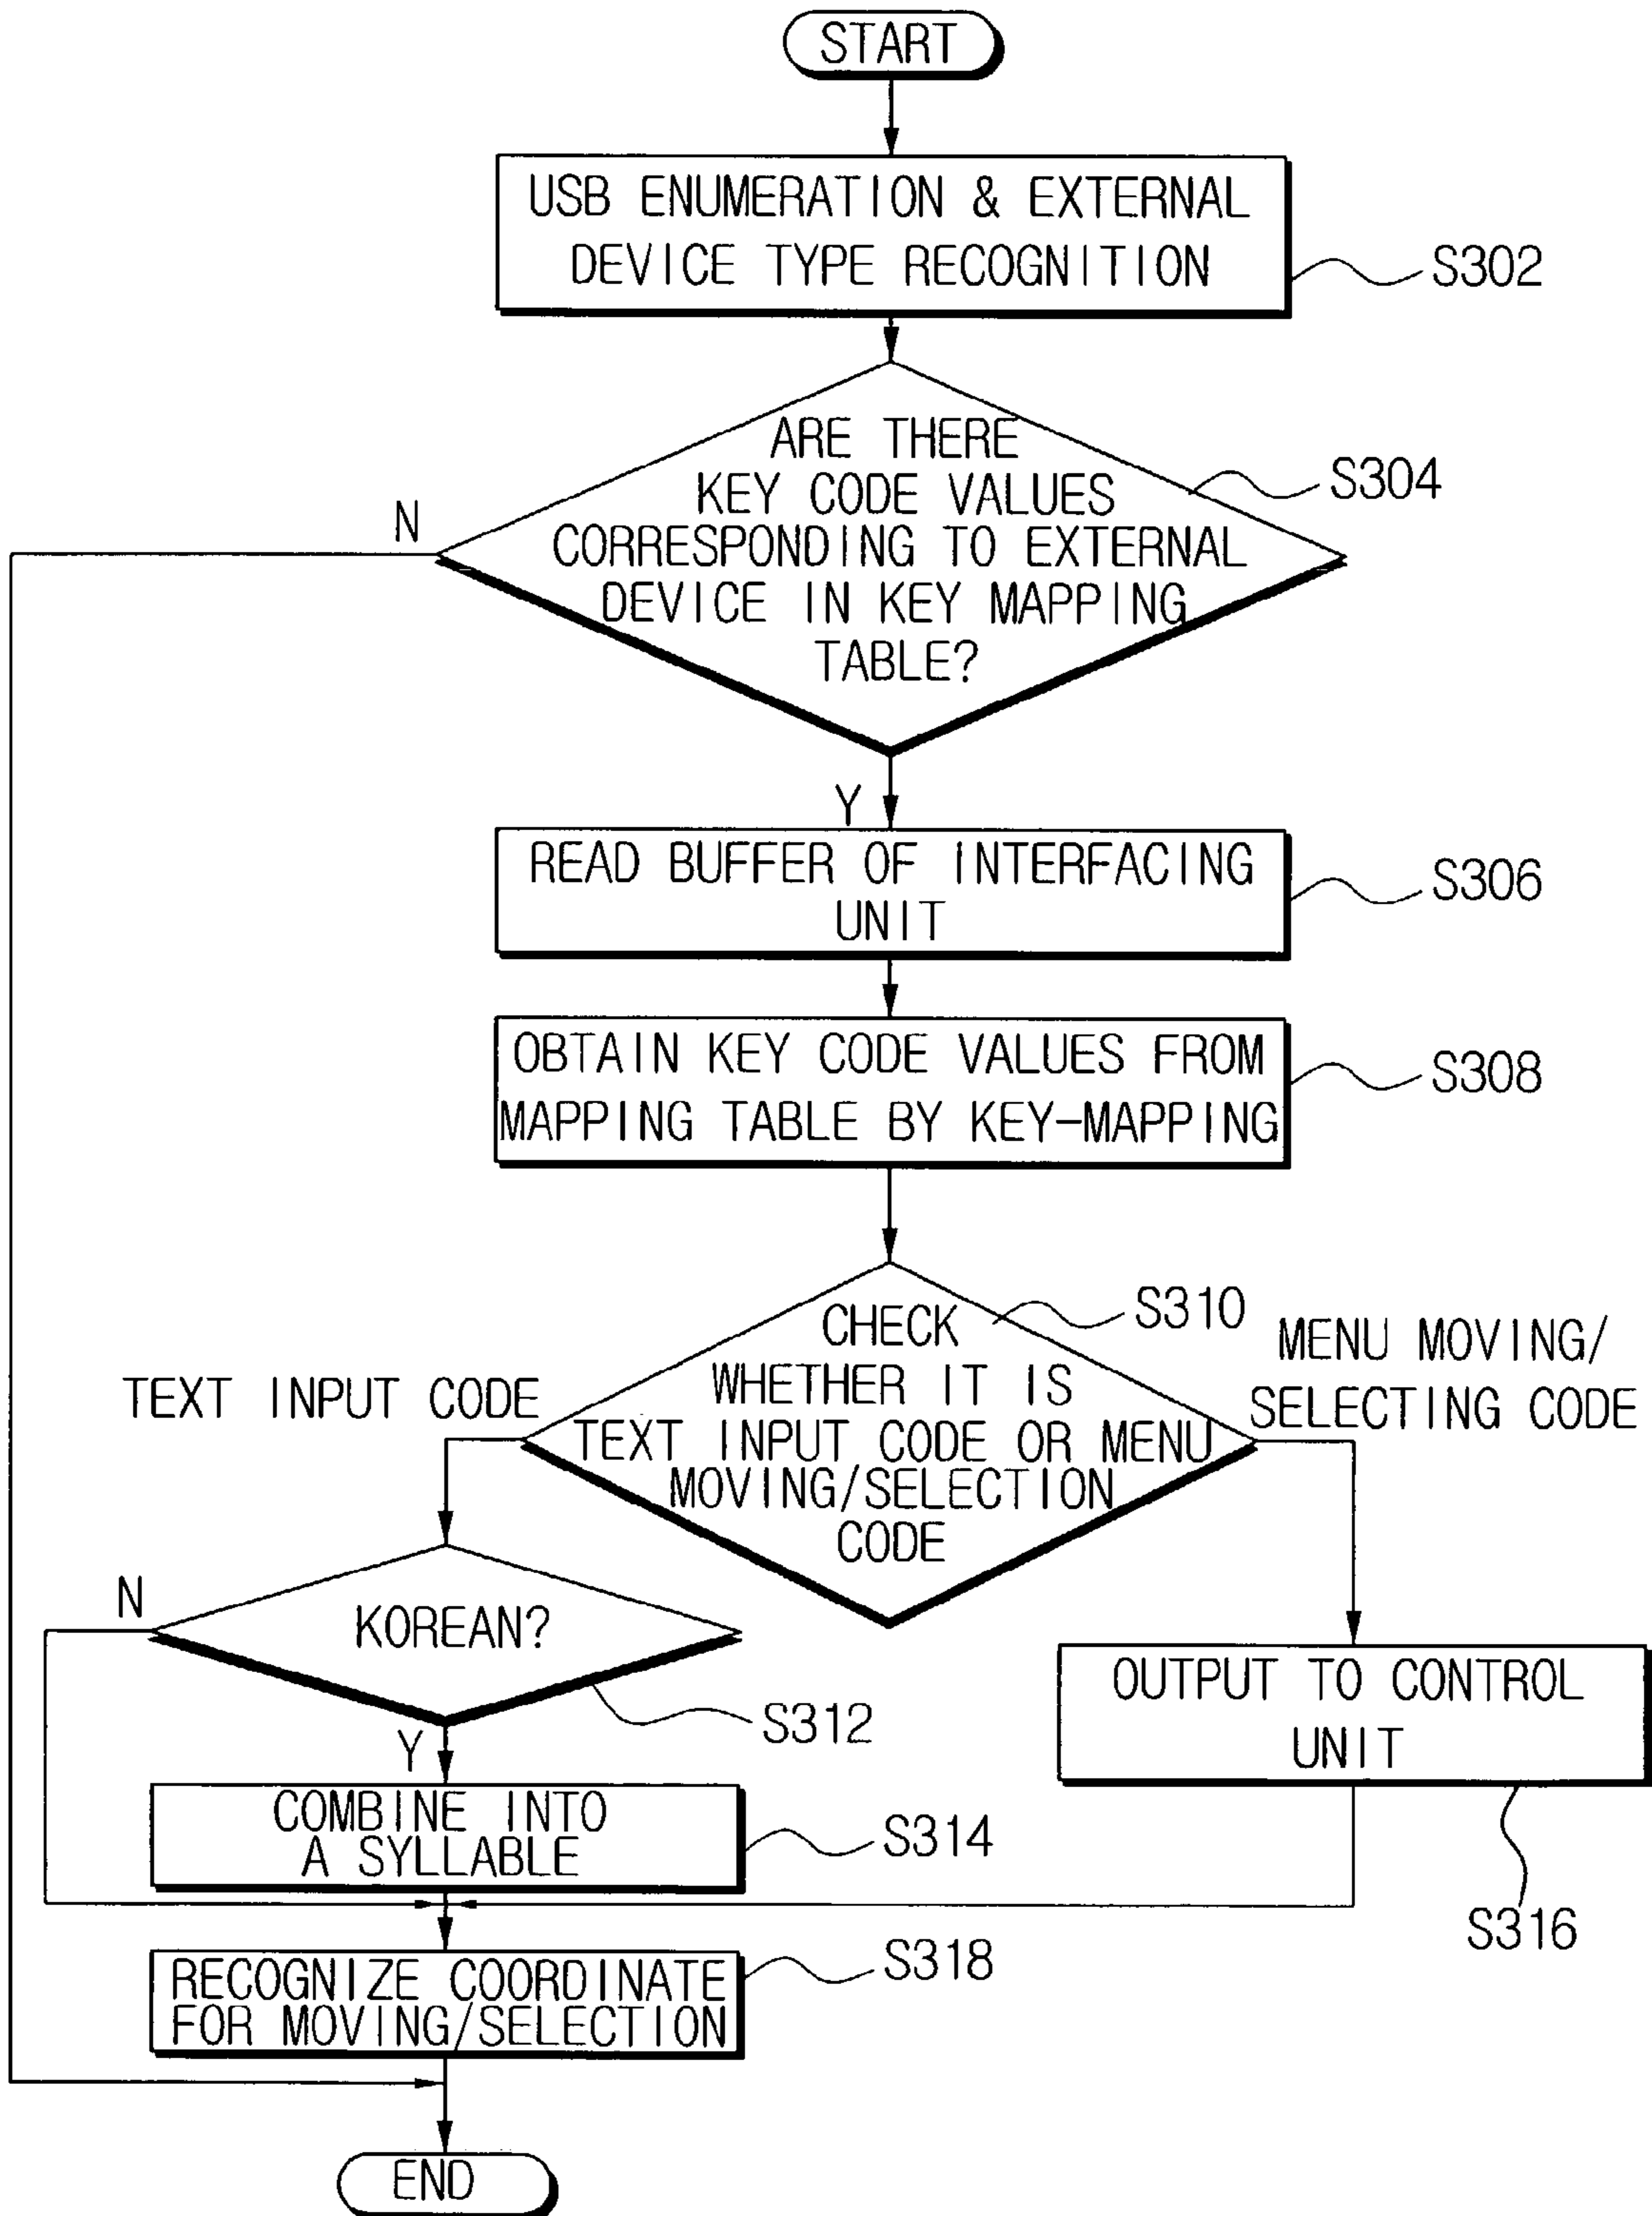 START
USB ENUMERATION & EXTERNAL
DEVICE TYPE RECOGNITION
S302
ARE THERE
KEY CODE VALUES
CORRESPONDING TO EXTERNAL
DEVICE IN KEY MAPPING
TABLE?
S304
N
Y
READ BUFFER OF INTERFACING
UNIT
S306
OBTAIN KEY CODE VALUES FROM
MAPPING TABLE BY KEY-MAPPING
S308
CHECK
WHETHER IT IS
TEXT INPUT CODE OR MENU
MOVING/SELECTION
CODE
S310
TEXT INPUT CODE
MENU MOVING/
SELECTING CODE
KOREAN?
N
S312
Y
OUTPUT TO CONTROL
UNIT
S316
COMBINE INTO
A SYLLABLE
S314
RECOGNIZE COORDINATE
FOR MOVING/SELECTION
S318
END